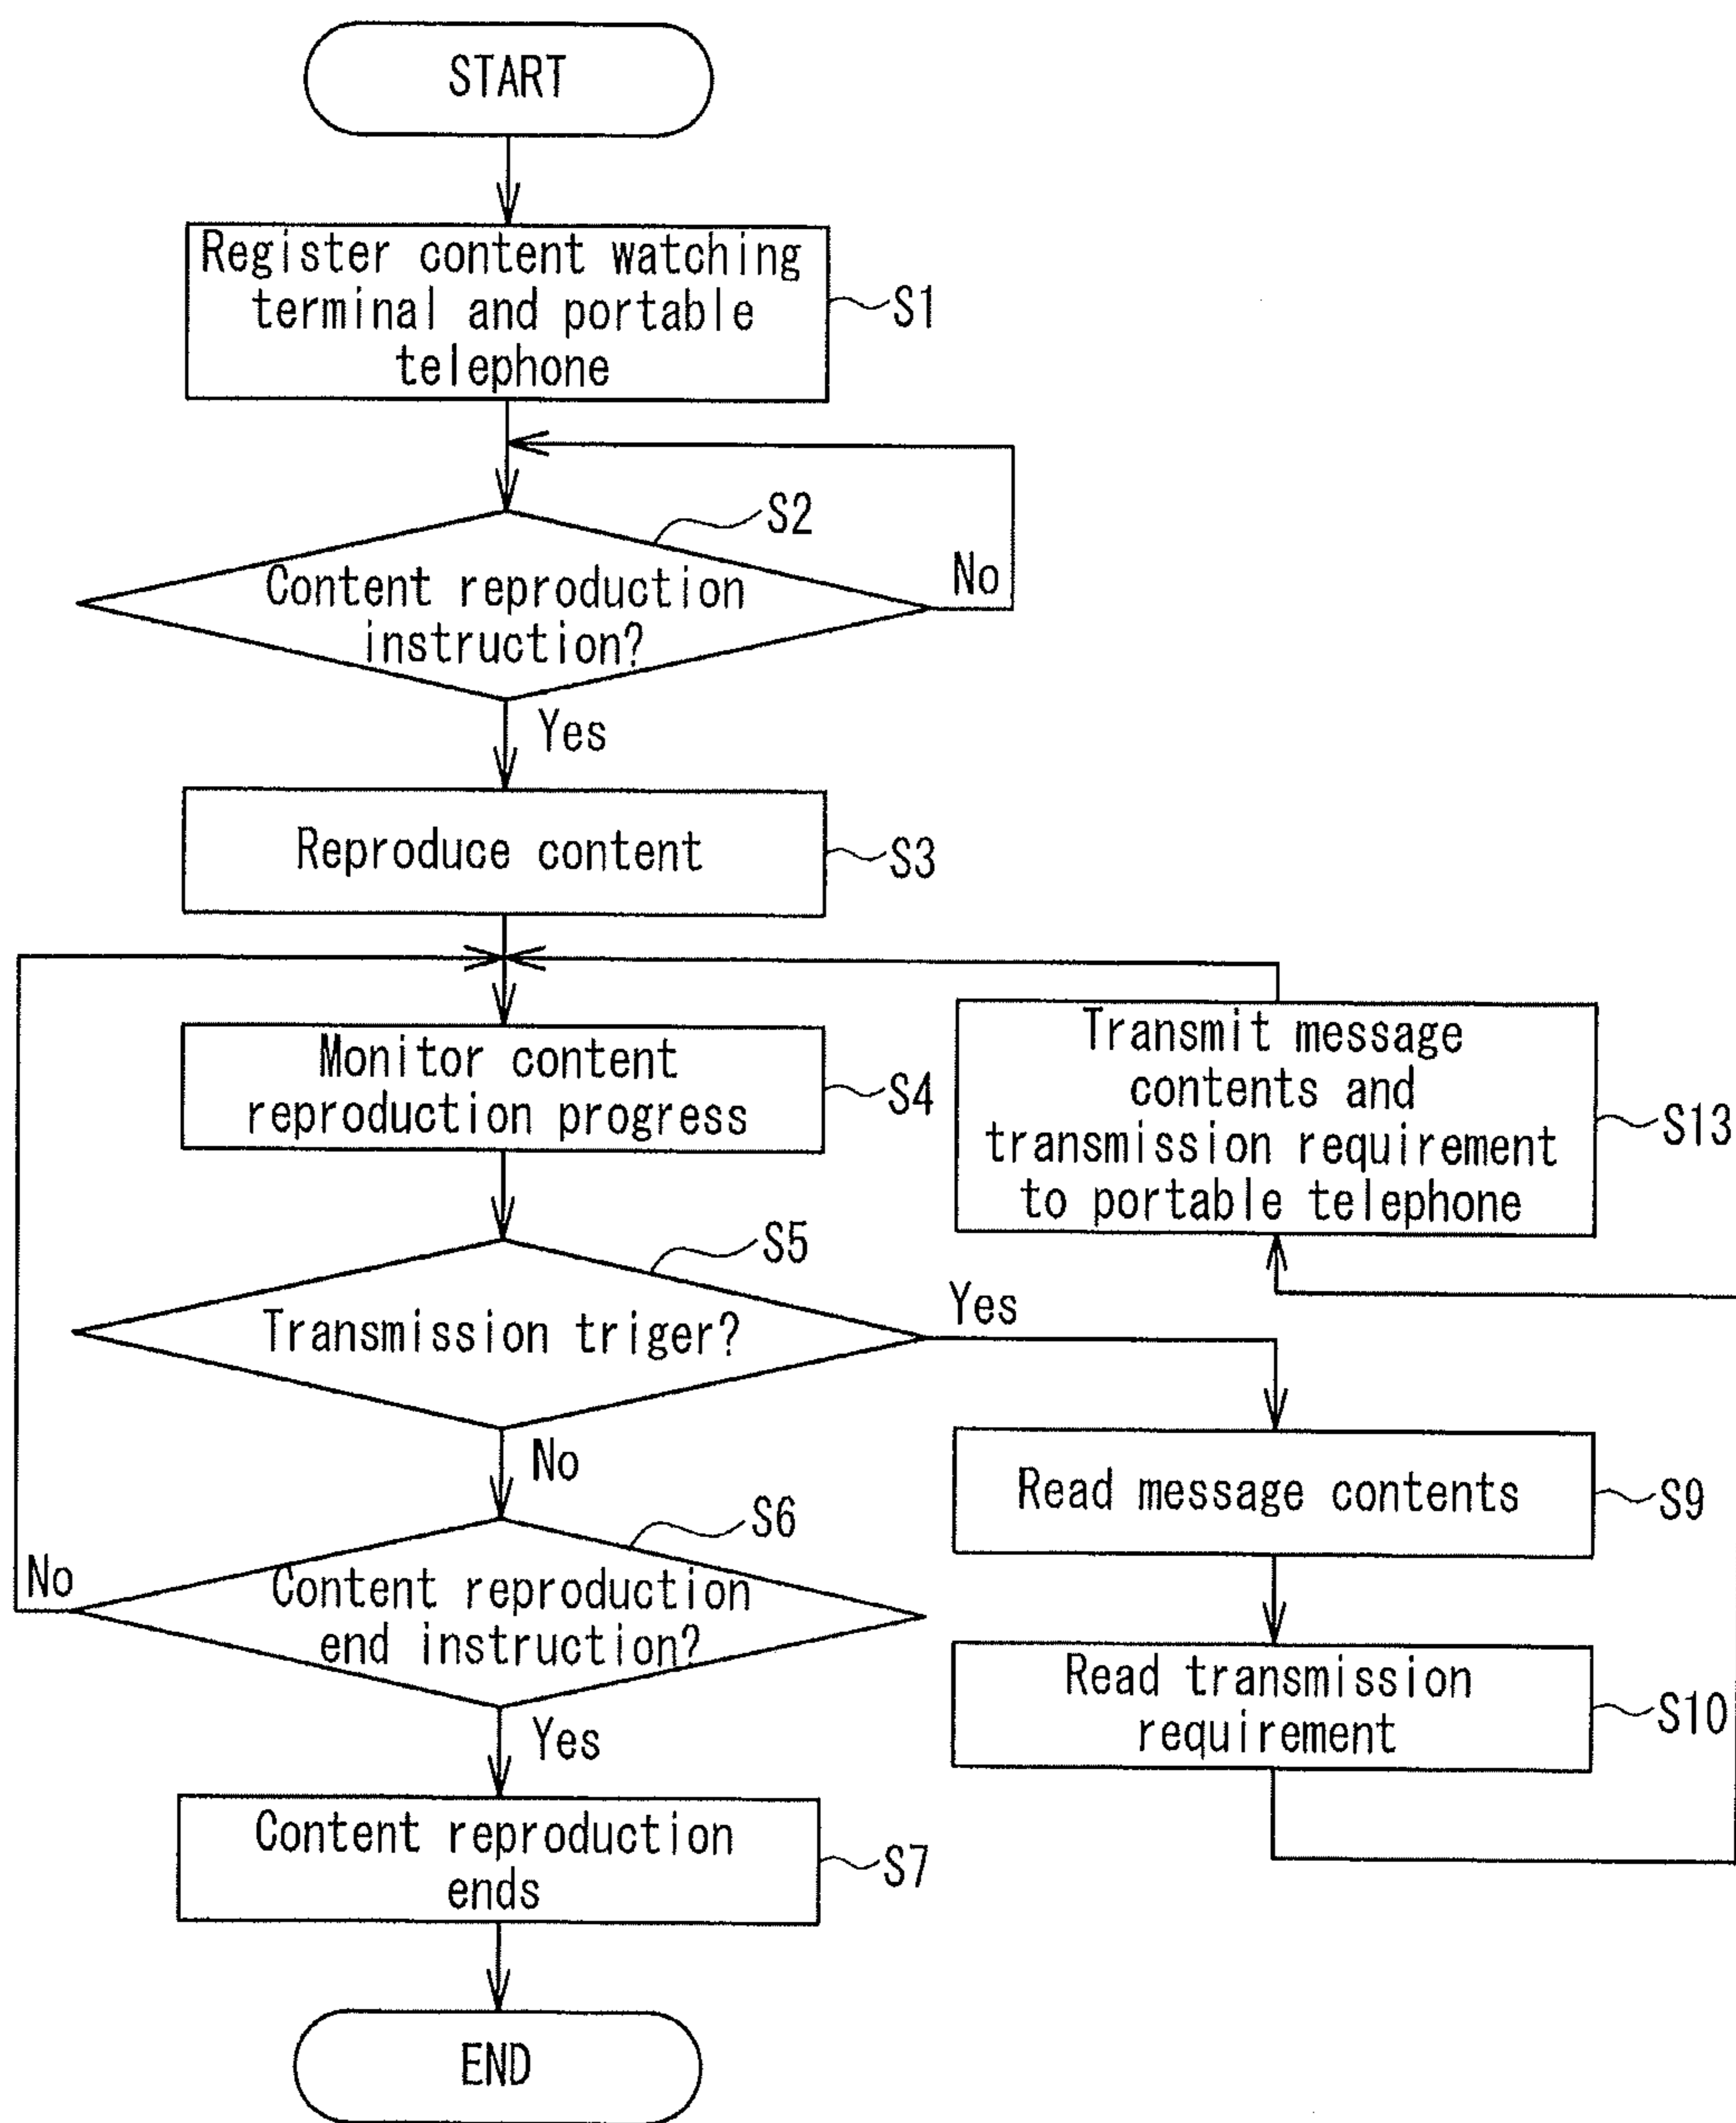 START
Register content watching
terminal and portable
telephone
S1
S2
Content reproduction
instruction?
No
Yes
Reproduce content
S3
Monitor content
reproduction progress
S4
Transmit message
contents and
transmission requirement
to portable telephone
S13
S5
Transmission triger?
Yes
No
Read message contents
S9
S6
Content reproduction
end instruction?
No
Yes
Read transmission
requirement
S10
Content reproduction
ends
S7
END